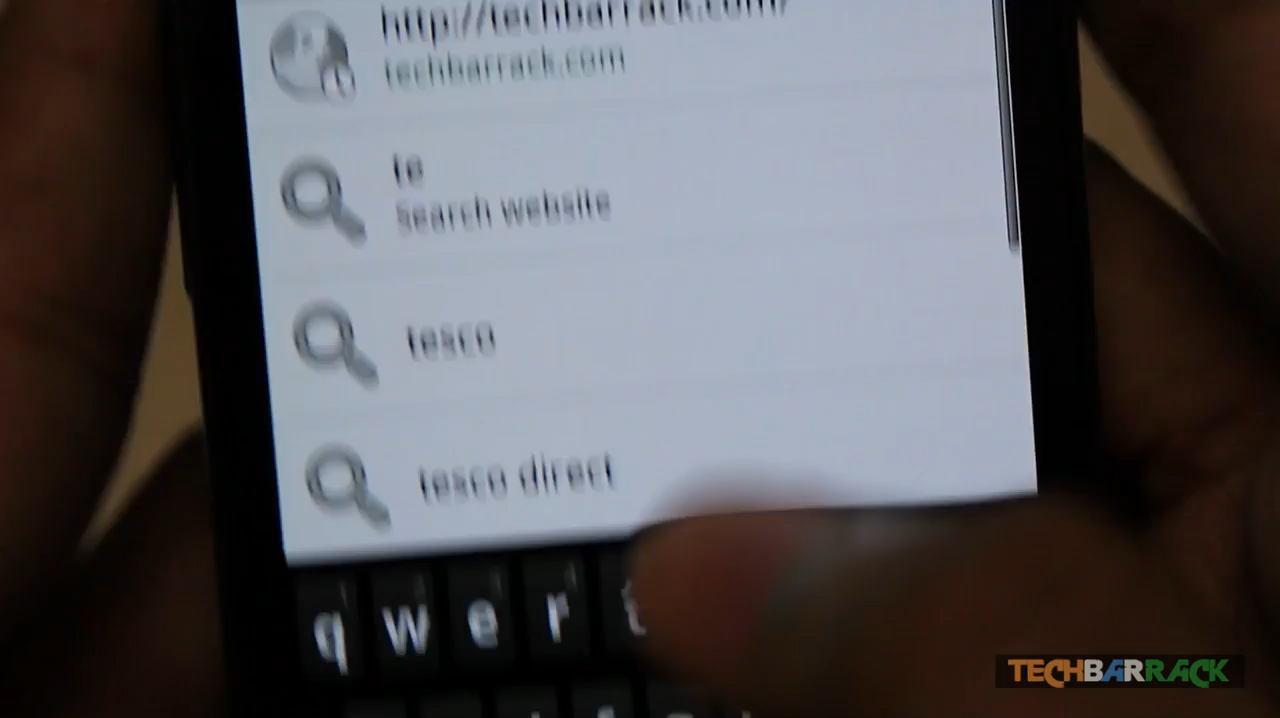 http://techbarrack.com/
techbarrack.com
te
Search website
tesco
tesco direct
q w e r t
TECHBARRACK